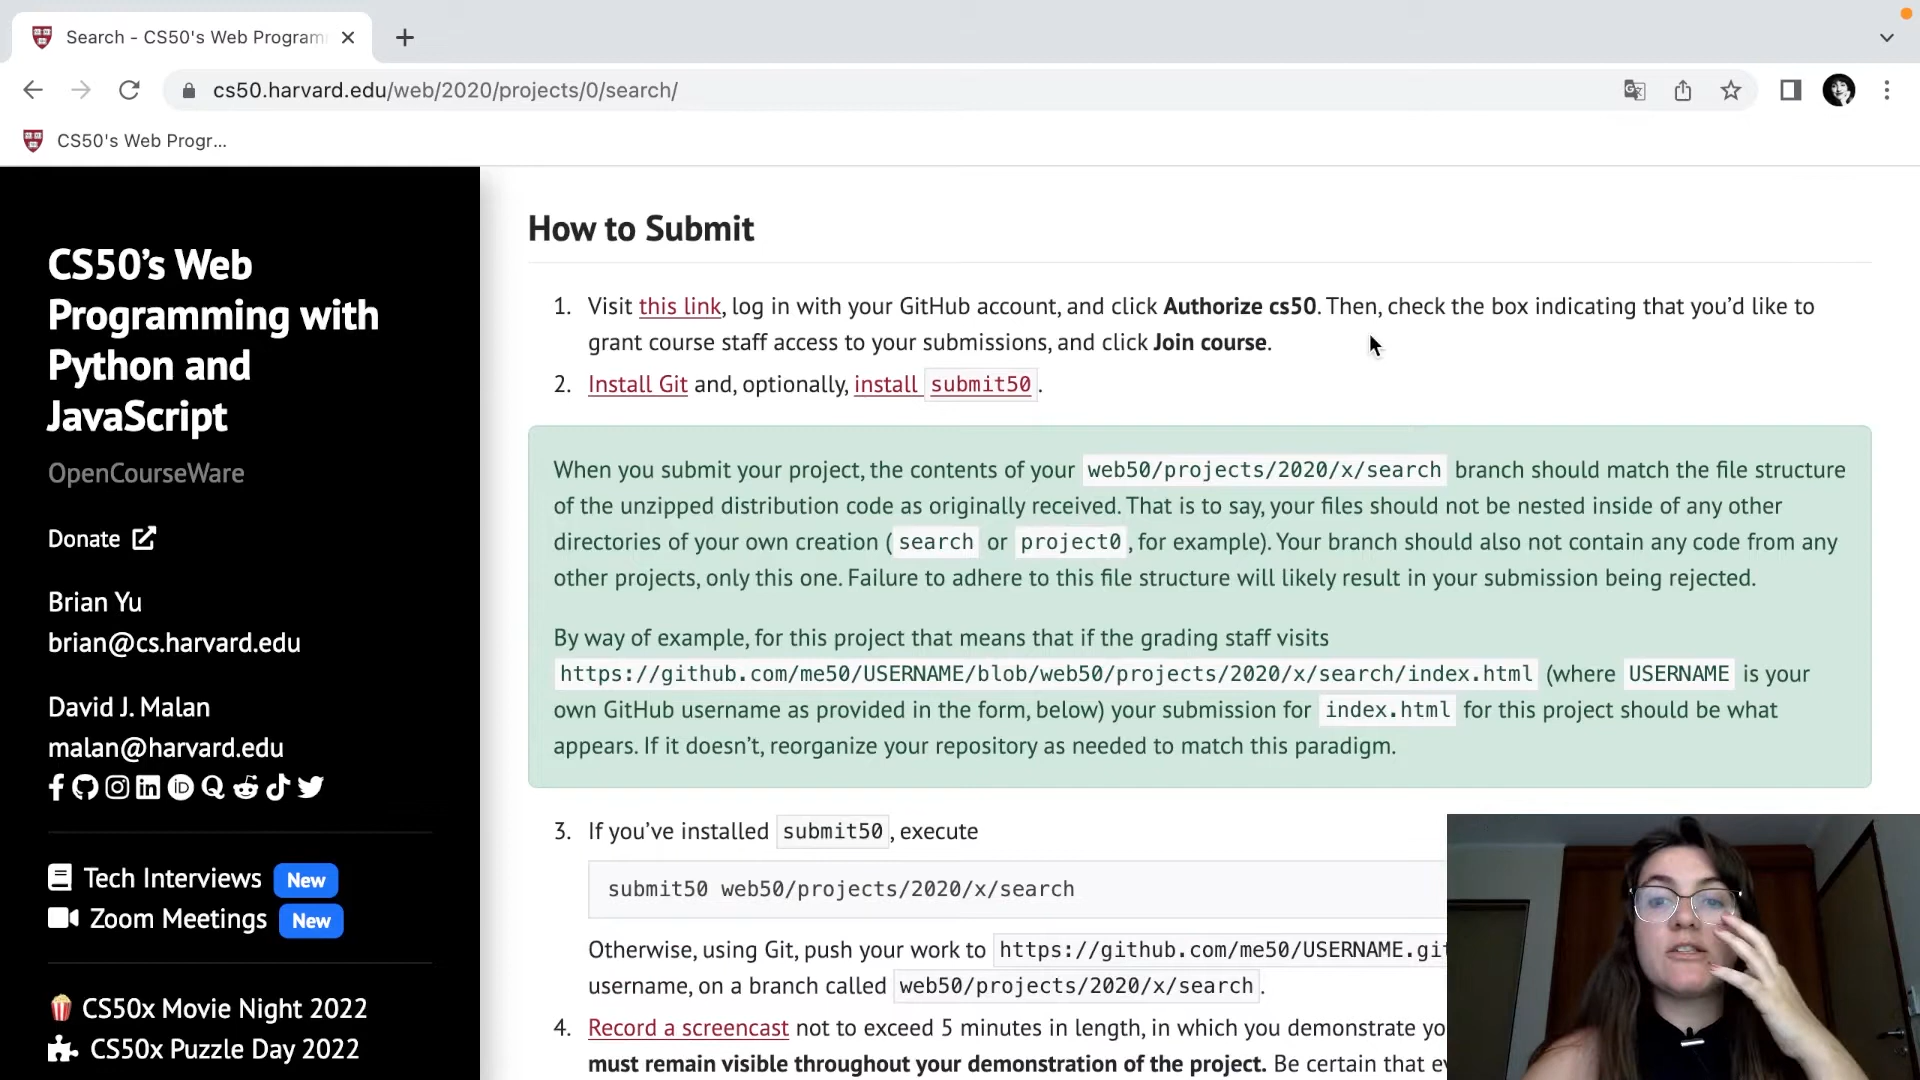 Search - CS50's Web Program
cs50.harvard.edu/web/2020/projects/0/search/
CS50's Web Progr...
CS50's Web
Programming with
Python and
JavaScript
OpenCourseWare
Donate
Brian Yu
brian@cs.harvard.edu
David J. Malan
malan@harvard.edu
Tech Interviews New
Zoom Meetings New
CS50x Movie Night 2022
CS50x Puzzle Day 2022
How to Submit
1. Visit this link, log in with your GitHub account, and click Authorize cs50. Then, check the box indicating that you'd like to
grant course staff access to your submissions, and click Join course.
2. Install Git and, optionally, install submit50.
When you submit your project, the contents of your web50/projects/2020/x/search branch should match the file structure
of the unzipped distribution code as originally received. That is to say, your files should not be nested inside of any other
directories of your own creation (search or project0, for example). Your branch should also not contain any code from any
other projects, only this one. Failure to adhere to this file structure will likely result in your submission being rejected.
By way of example, for this project that means that if the grading staff visits
https://github.com/me50/USERNAME/blob/web50/projects/2020/x/search/index.html (where USERNAME is your
own GitHub username as provided in the form, below) your submission for index.html for this project should be what
appears. If it doesn't, reorganize your repository as needed to match this paradigm.
3. If you've installed submit50, execute
submit50 web50/projects/2020/x/search
Otherwise, using Git, push your work to https://github.com/me50/USERNAME.git
username, on a branch called web50/projects/2020/x/search.
4. Record a screencast not to exceed 5 minutes in length, in which you demonstrate yo
must remain visible throughout your demonstration of the project. Be certain that ev